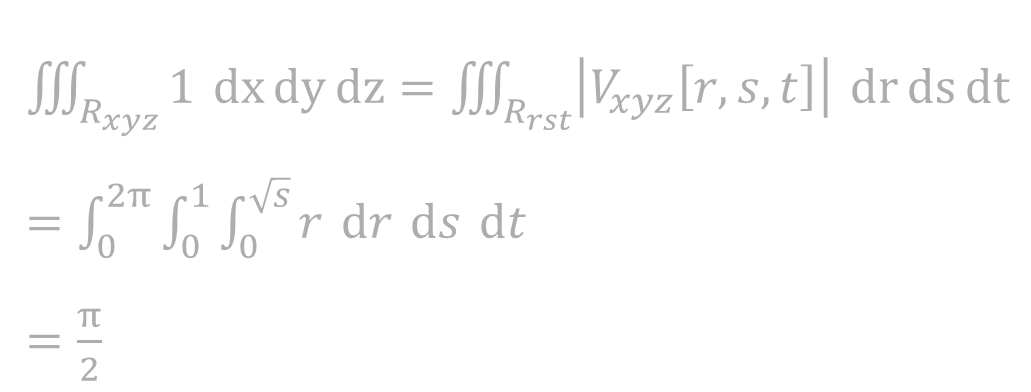 ∭_{R_{xyz}} 1 dx dy dz = ∭_{R_{rst}} |V_{xyz}[r, s, t]| dr ds dt
= ∫_0^{2π} ∫_0^1 ∫_0^{√s} r dr ds dt
= π/2